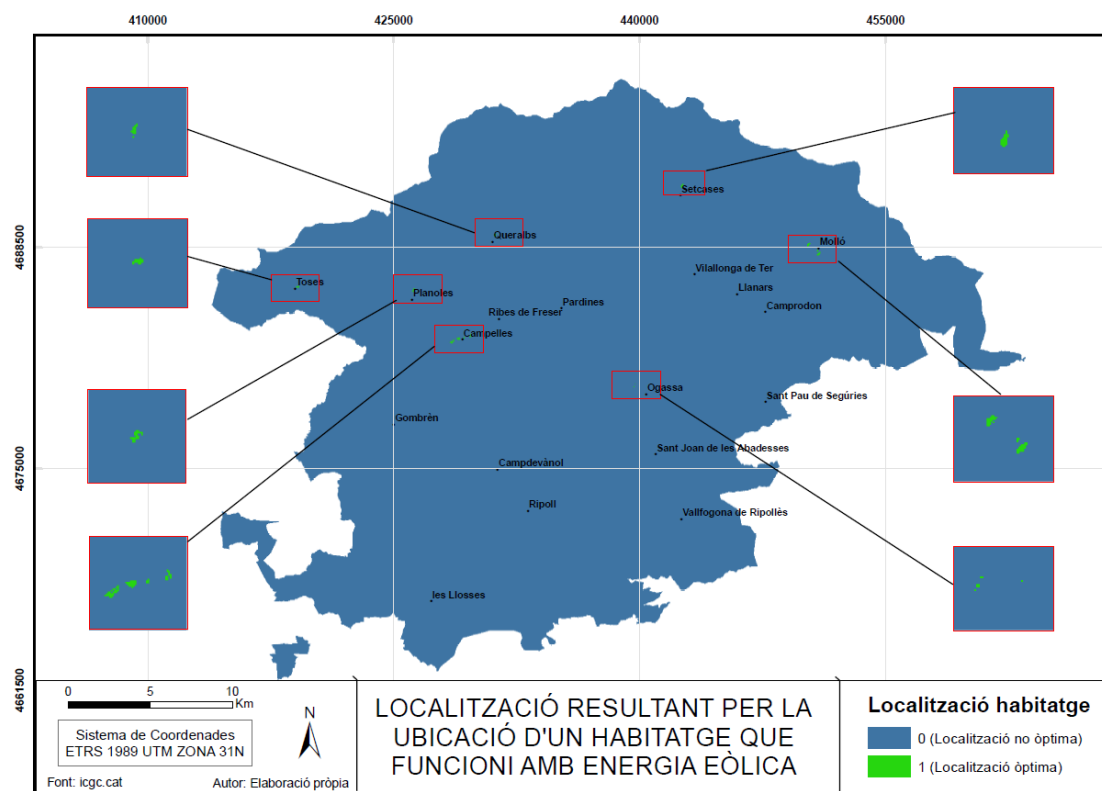 410000
425000
440000
455000
Setcases
Queralbs
Molló
4688500
Vilallonga de Ter
Toses
Planoles
Llanars
Pardines
Camprodon
Ribes de Freser
Campelles
Ogassa
Sant Pau de Segúries
Gombrèn
Sant Joan de les Abadesses
4675000
Campdevànol
Ripoll
Vallfogona de Ripollès
les Llosses
4661500
0 5 10
Km
N
Sistema de Coordenades
ETRS 1989 UTM ZONA 31N
Font: icgc.cat
Autor: Elaboració pròpia
LOCALITZACIÓ RESULTANT PER LA
UBICACIÓ D'UN HABITATGE QUE
FUNCIONI AMB ENERGIA EÒLICA
Localització habitatge
0 (Localització no òptima)
1 (Localització òptima)